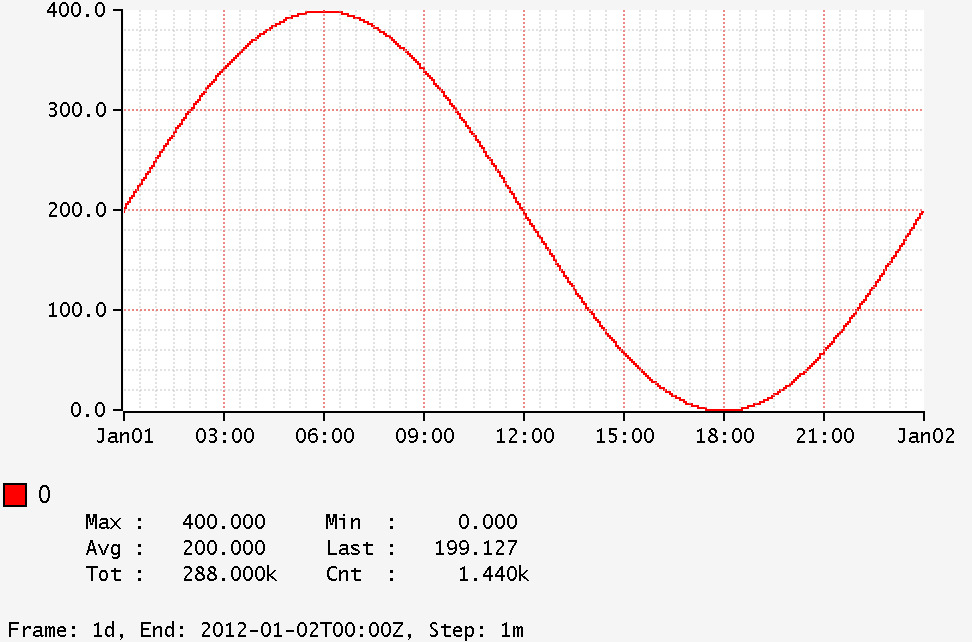 400.0
300.0
200.0
100.0
0.0
Jan01 03:00 06:00 09:00 12:00 15:00 18:00 21:00 Jan02
0
Max : 400.000 Min : 0.000
Avg : 200.000 Last : 199.127
Tot : 288.000k Cnt : 1.440k
Frame: 1d, End: 2012-01-02T00:00Z, Step: 1m